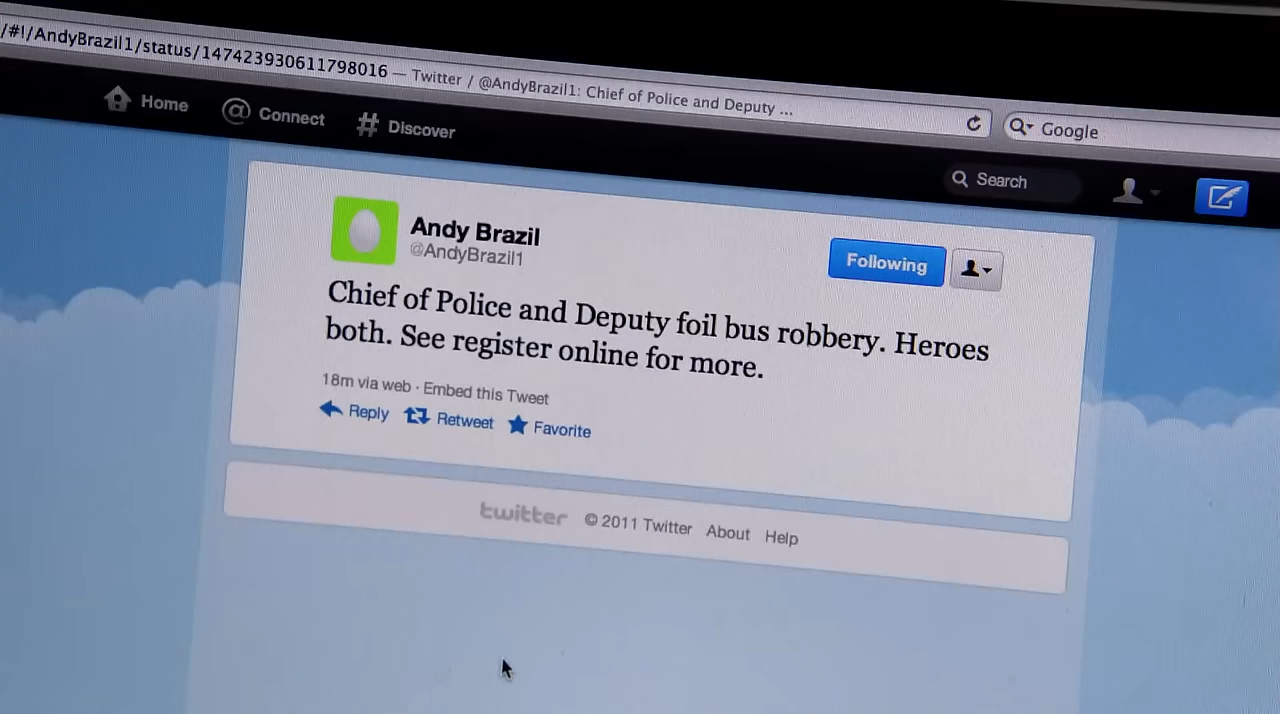 /#!/AndyBrazil1/status/147423930611798016 — Twitter / @AndyBrazil1: Chief of Police and Deputy ...
Google
Home
Connect
Discover
Search
Andy Brazil
@AndyBrazil1
Following
Chief of Police and Deputy foil bus robbery. Heroes
both. See register online for more.
18m via web · Embed this Tweet
Reply Retweet Favorite
twitter © 2011 Twitter About Help